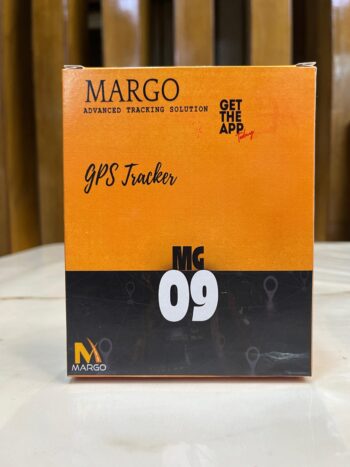 MARGO
ADVANCED TRACKING SOLUTION
GET
THE
APP
Today
GPS Tracker
MG
09
MARGO